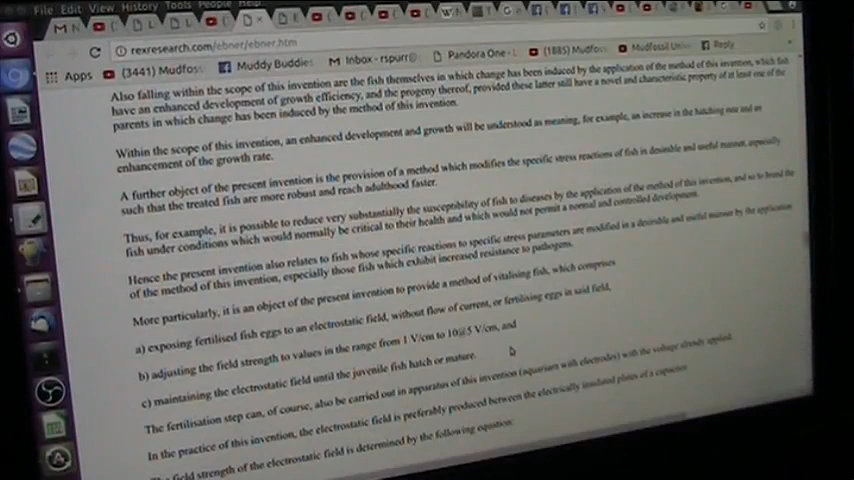 Edit View History Bookmarks Tools People Help
rexresearch.com/ebner/ebner.htm
Apps (3441) Mudfoss Muddy Buddies Inbox - rspurr@ Pandora One - L (1885) Mudfoss Mudfossil Univ Reply
Also falling within the scope of this invention are the fish themselves in which change has been induced by the application of the method of this invention, which fish
have an enhanced development of growth efficiency, and the progeny thereof, provided these latter still have a novel and characteristic property of at least one of the
parents in which change has been induced by the method of this invention.
Within the scope of this invention, an enhanced development and growth will be understood as meaning, for example, an increase in the hatching rate and an
enhancement of the growth rate.
A further object of the present invention is the provision of a method which modifies the specific stress reactions of fish in desirable and useful manner, especially
such that the treated fish are more robust and reach adulthood faster.
Thus, for example, it is possible to reduce very substantially the susceptibility of fish to diseases by the application of the method of this invention, and so to breed the
fish under conditions which would normally be critical to their health and which would not permit a normal and controlled development.
Hence the present invention also relates to fish whose specific reactions to specific stress parameters are modified in a desirable and useful manner by the application
of the method of this invention, especially those fish which exhibit increased resistance to pathogens.
More particularly, it is an object of the present invention to provide a method of vitalising fish, which comprises
a) exposing fertilised fish eggs to an electrostatic field, without flow of current, or fertilising eggs in said field,
b) adjusting the field strength to values in the range from 1 V/cm to 10@5 V/cm, and
c) maintaining the electrostatic field until the juvenile fish hatch or mature.
The fertilisation step can, of course, also be carried out in apparatus of this invention (aquarium with electrodes) with the voltage already applied.
In the practice of this invention, the electrostatic field is preferably produced between the electrically insulated plates of a capacitor.
The field strength of the electrostatic field is determined by the following equation: